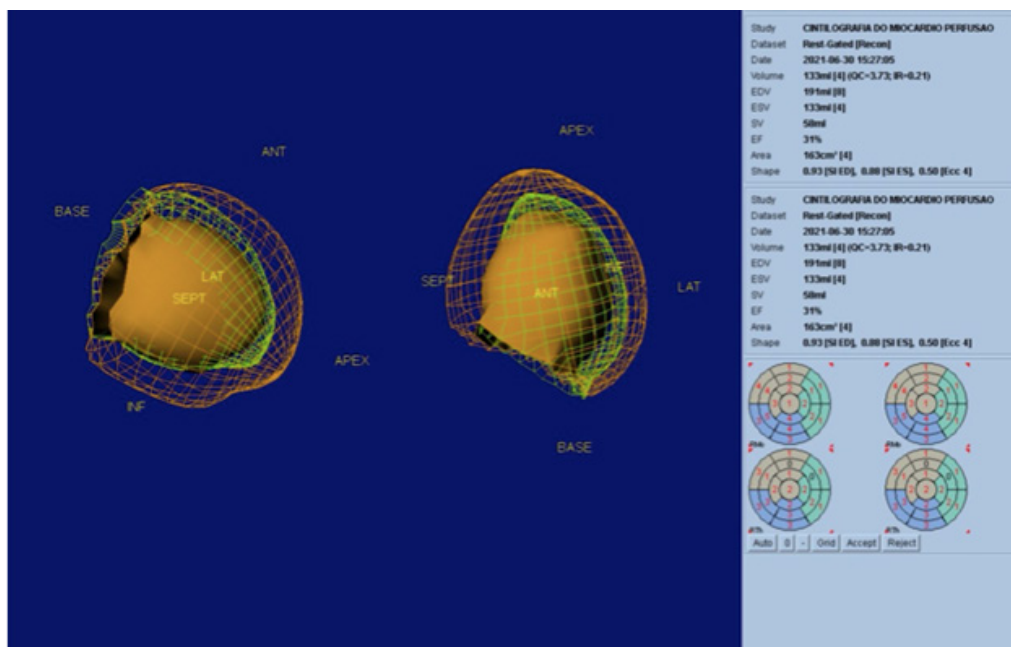 ANT
BASE
LAT
SEPT
APEX
INF
APEX
SEPT
INF
ANT
LAT
BASE
Study CINTILOGRAFIA DO MIOCARDIO PERFUSAO
Dataset Rest-Gated [Recon]
Date 2021-06-30 15:27:05
Volume 133ml [4] (QC=3.73; IR=0.21)
EDV 191ml [8]
ESV 133ml [4]
SV 58ml
EF 31%
Area 163cm² [4]
Shape 0.93 [SI ED], 0.88 [SI ES], 0.50 [Ecc 4]
Study CINTILOGRAFIA DO MIOCARDIO PERFUSAO
Dataset Rest-Gated [Recon]
Date 2021-06-30 15:27:05
Volume 133ml [4] (QC=3.73; IR=0.21)
EDV 191ml [8]
ESV 133ml [4]
SV 58ml
EF 31%
Area 163cm² [4]
Shape 0.93 [SI ED], 0.88 [SI ES], 0.50 [Ecc 4]
Auto 0 - Grid Accept Reject